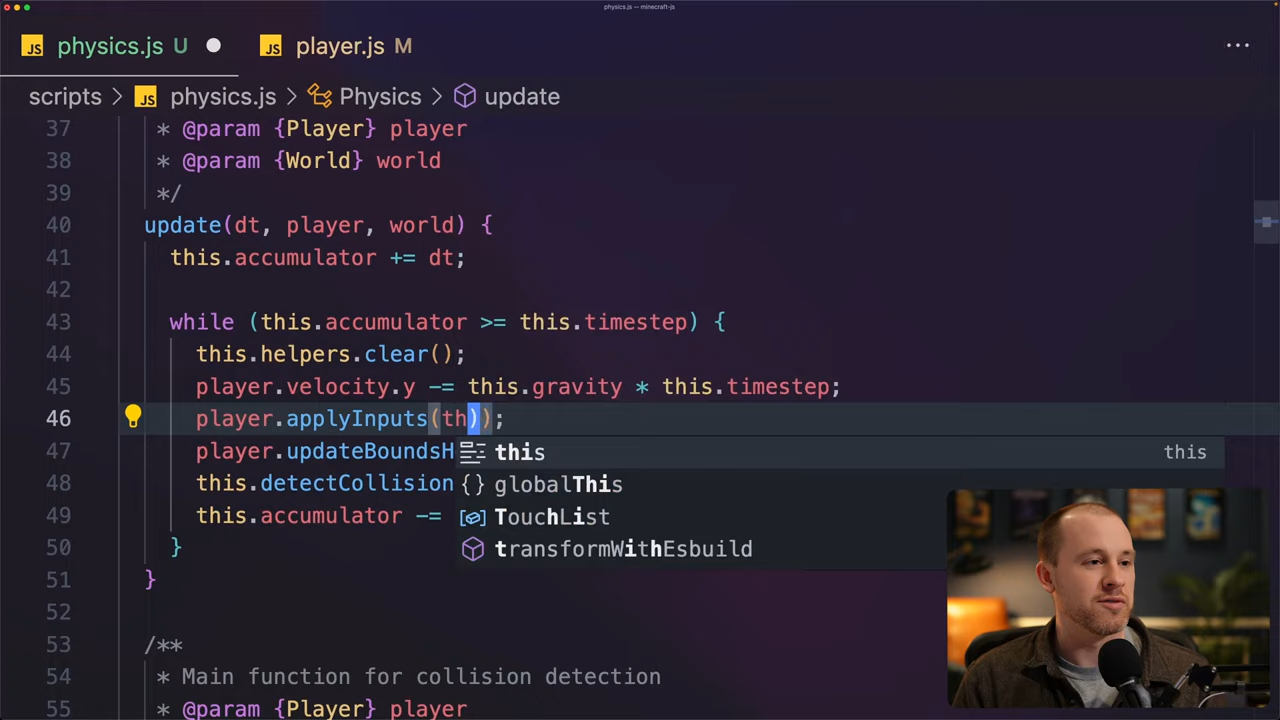 physics.js — minecraft-js
JS physics.js U JS player.js M ...
scripts > JS physics.js > Physics > update
37 * @param {Player} player
38 * @param {World} world
39 */
40 update(dt, player, world) {
41 this.accumulator += dt;
42
43 while (this.accumulator >= this.timestep) {
44 this.helpers.clear();
45 player.velocity.y -= this.gravity * this.timestep;
46 player.applyInputs(th));
47 player.updateBoundsH
this this
48 this.detectCollision
{} globalThis
49 this.accumulator -=
TouchList
50 }
transformWithEsbuild
51 }
52
53 /**
54 * Main function for collision detection
55 * @param {Player} player